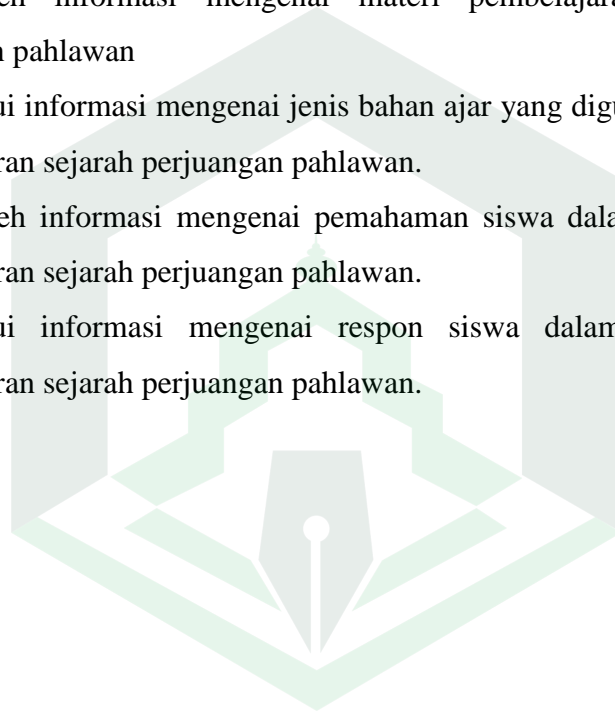 informasi mengenai materi
pahlawan
informasi mengenai jenis bahan ajar yang
sejarah perjuangan pahlawan.
informasi mengenai pemahaman siswa
sejarah perjuangan pahlawan.
informasi mengenai respon siswa dalam
sejarah perjuangan pahlawan.